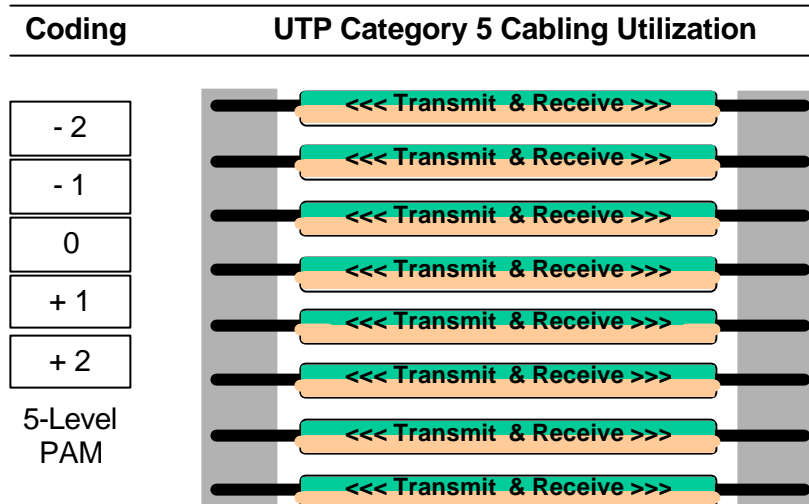 Coding UTP Category 5 Cabling Utilization
- 2
- 1
0
+ 1
+ 2
5-Level
PAM
<<< Transmit & Receive >>>
<<< Transmit & Receive >>>
<<< Transmit & Receive >>>
<<< Transmit & Receive >>>
<<< Transmit & Receive >>>
<<< Transmit & Receive >>>
<<< Transmit & Receive >>>
<<< Transmit & Receive >>>